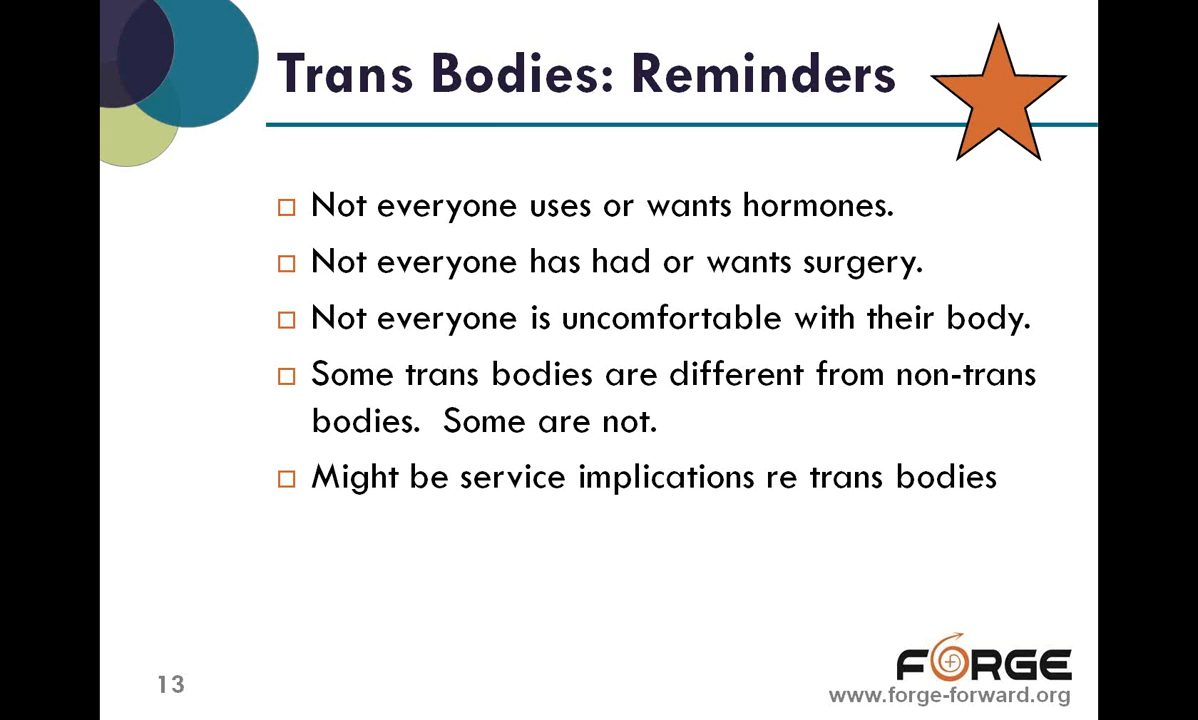 Trans Bodies: Reminders
Not everyone uses or wants hormones.
Not everyone has had or wants surgery.
Not everyone is uncomfortable with their body.
Some trans bodies are different from non-trans
bodies.  Some are not.
Might be service implications re trans bodies
FORGE
13
www.forge-forward.org